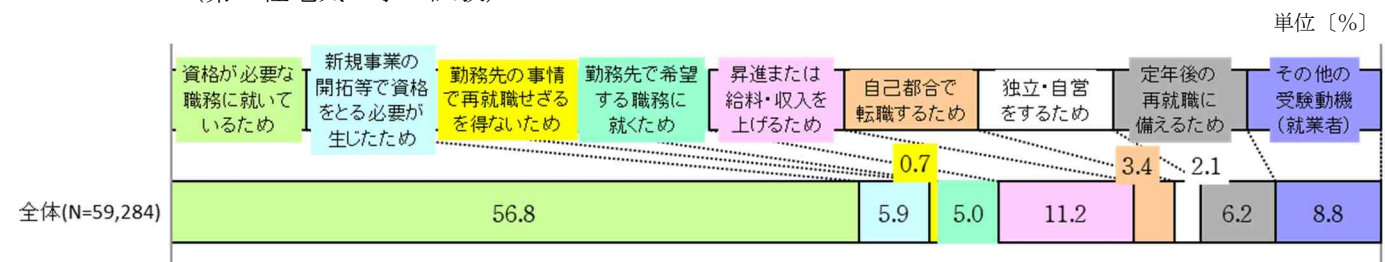 単位〔%〕
資格が必要な
職務に就いて
いるため
新規事業の
開拓等で資格
をとる必要が
生じたため
勤務先の事情
で再就職せざる
を得ないため
勤務先で希望
する職務に
就くため
昇進または
給料・収入を
上げるため
自己都合で
転職するため
独立・自営
をするため
定年後の
再就職に
備えるため
その他の
受験動機
(就業者)
0.7
3.4
2.1
全体(N=59,284)
56.8
5.9
5.0
11.2
6.2
8.8